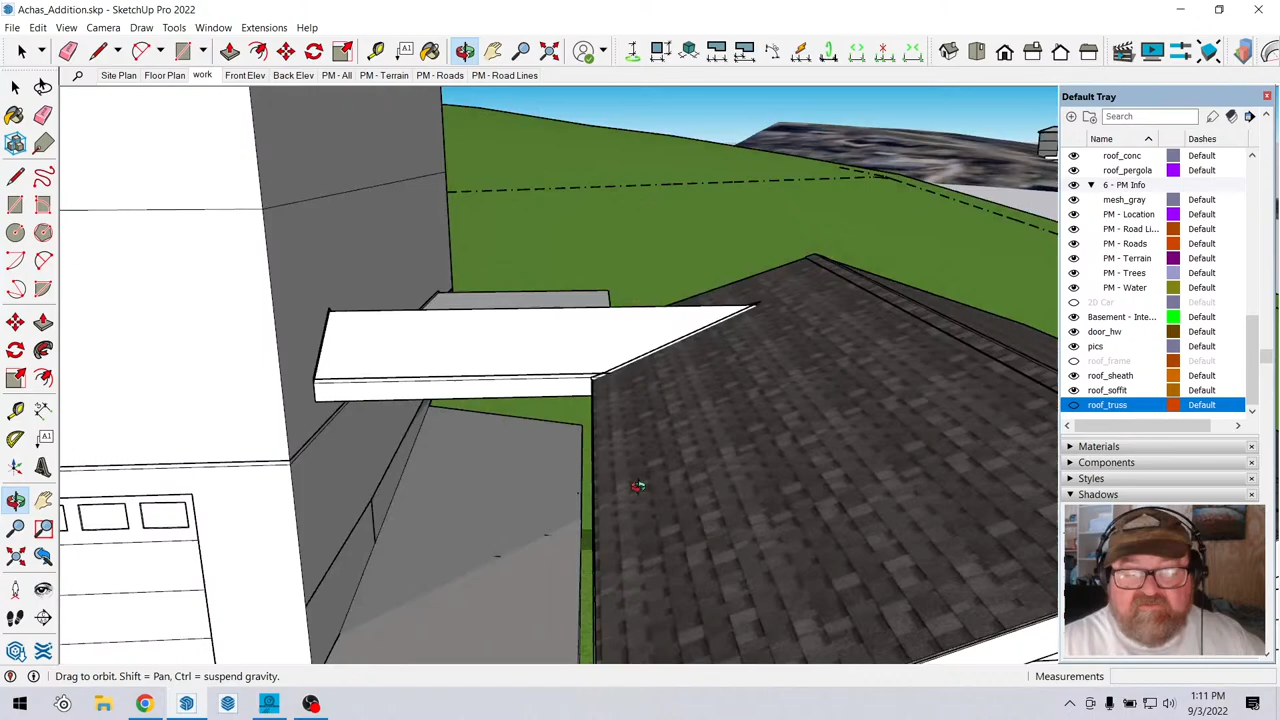 Achas_Addition.skp - SketchUp Pro 2022
File Edit View Camera Draw Tools Window Extensions Help
Site Plan Floor Plan work Front Elev Back Elev PM - All PM - Terrain PM - Roads PM - Road Lines
Default Tray
Search
Name Dashes
roof_conc Default
roof_pergola Default
6 - PM Info
mesh_gray Default
PM - Location Default
PM - Road Li... Default
PM - Roads Default
PM - Terrain Default
PM - Trees Default
PM - Water Default
2D Car Default
Basement - Inte... Default
door_hw Default
pics Default
roof_frame Default
roof_sheath Default
roof_soffit Default
roof_truss Default
Materials
Components
Styles
Shadows
Drag to orbit. Shift = Pan, Ctrl = suspend gravity.
Measurements
1:11 PM
9/3/2022